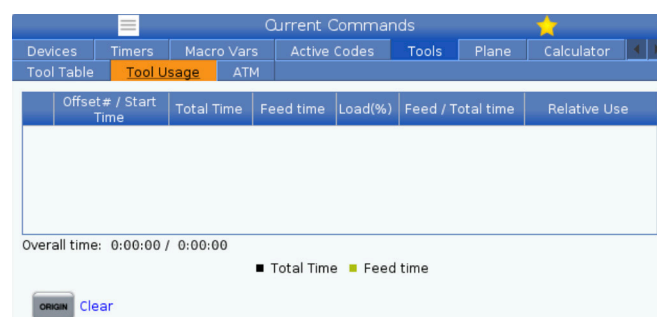 Current Commands
Devices Timers Macro Vars Active Codes Tools Plane Calculator
Tool Table Tool Usage ATM
Offset# / Start Time Total Time Feed time Load(%) Feed / Total time Relative Use
Overall time: 0:00:00 / 0:00:00
Total Time Feed time
ORIGIN Clear